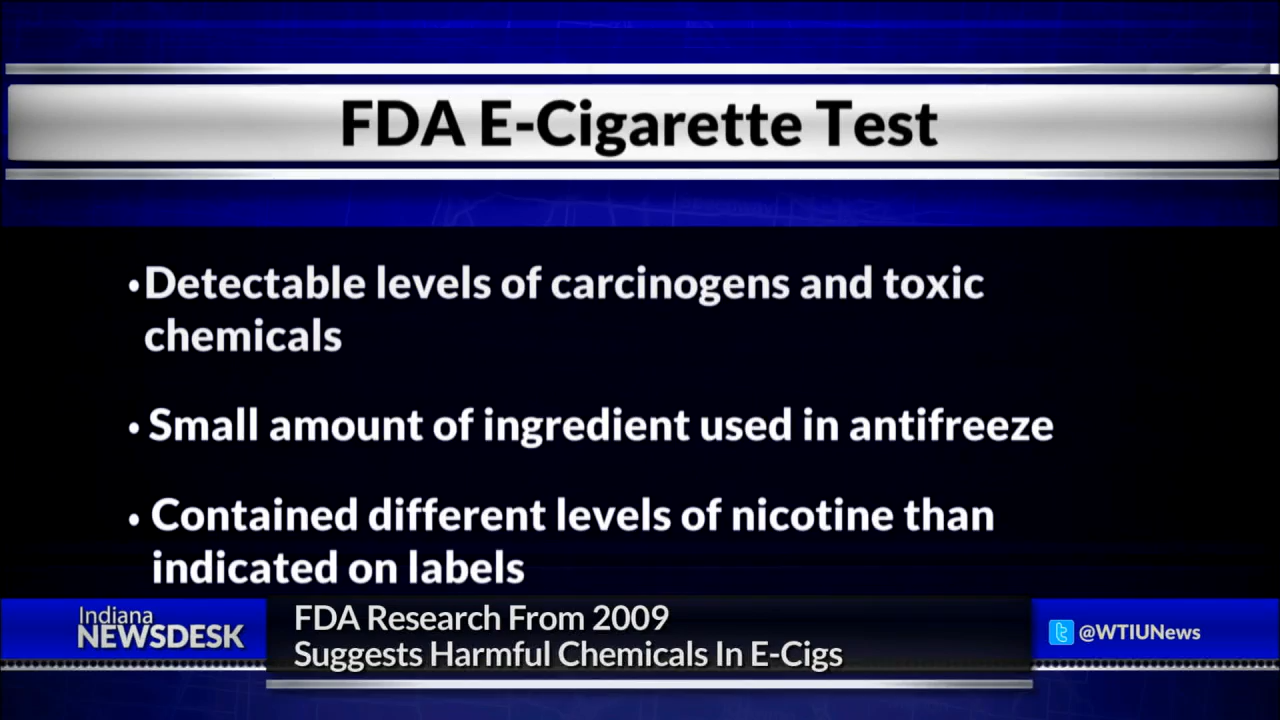 FDA E-Cigarette Test
•Detectable levels of carcinogens and toxic
chemicals
• Small amount of ingredient used in antifreeze
• Contained different levels of nicotine than
indicated on labels
Indiana
NEWSDESK
FDA Research From 2009
Suggests Harmful Chemicals In E-Cigs
@WTIUNews